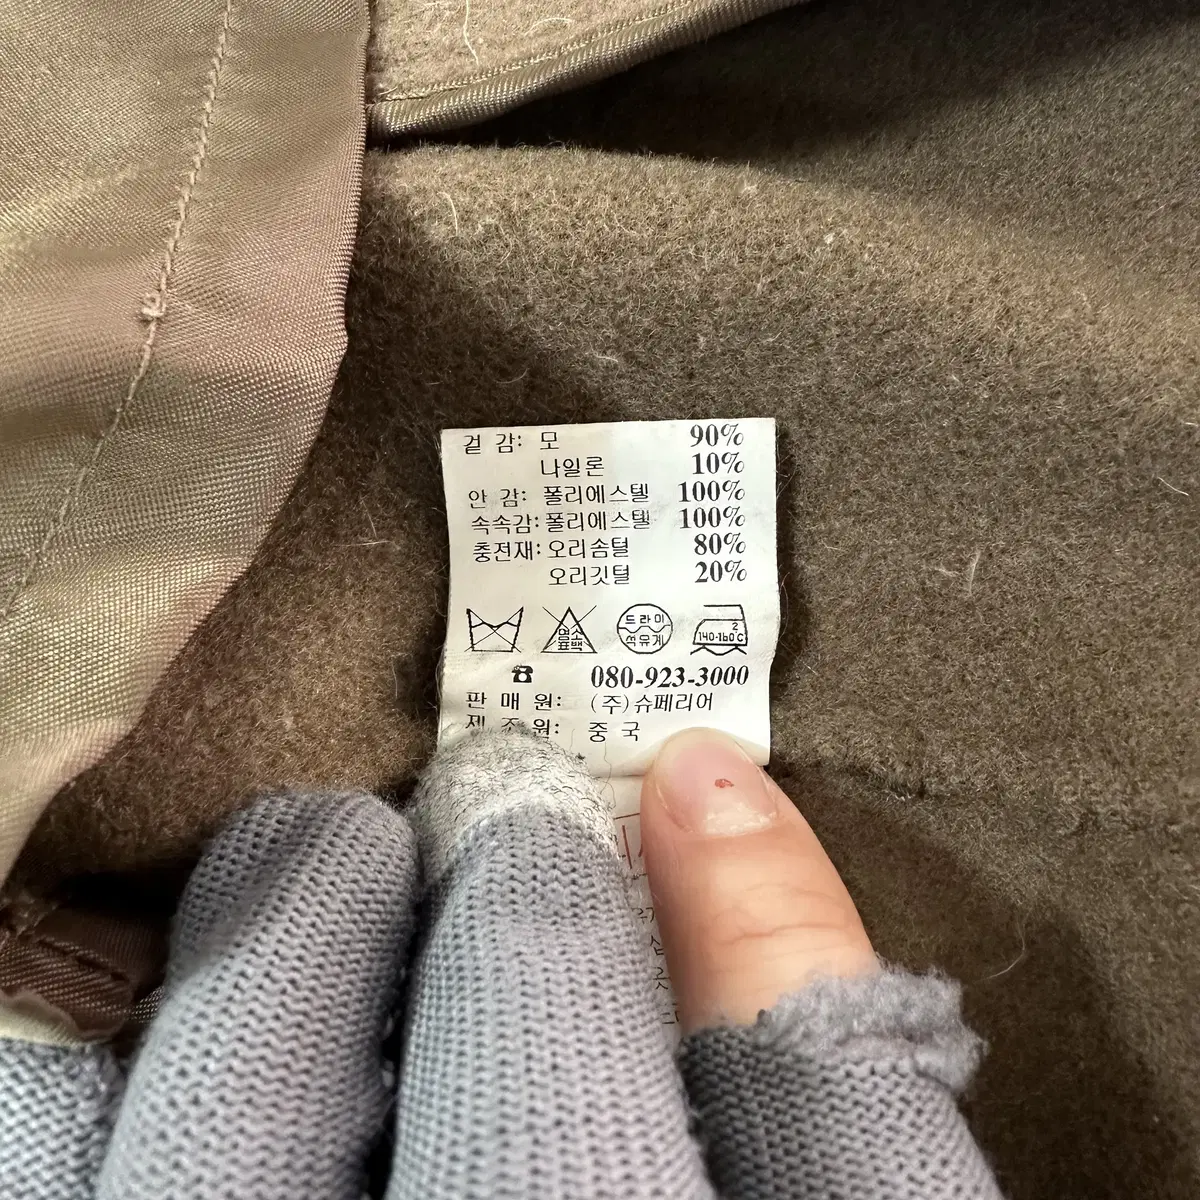 겉 감: 모 90%
나일론 10%
안 감: 폴리에스텔 100%
속속감: 폴리에스텔 100%
충전재: 오리솜털 80%
오리깃털 20%
염소
표백
드라이
석유계
2
140-160°C
☎ 080-923-3000
판 매 원: (주)슈페리어
제 조 원: 중 국